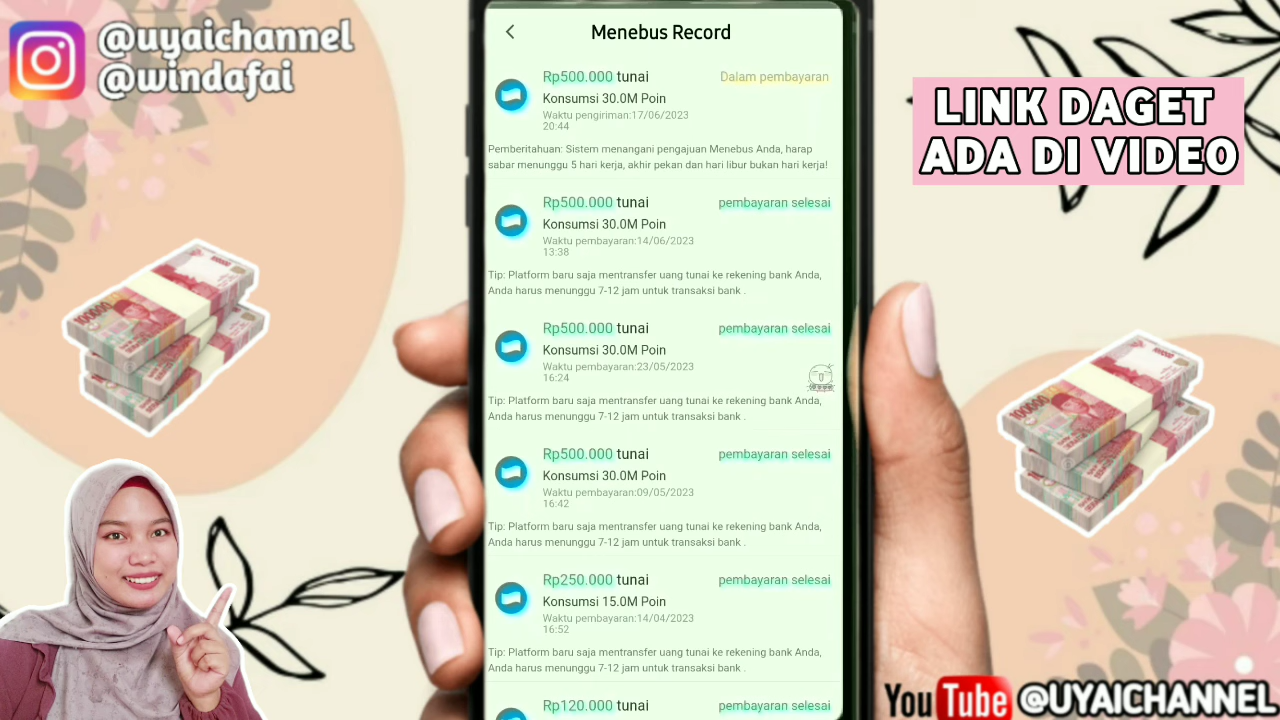 @uyaichannel
@windafai
Menebus Record
Rp500.000 tunai
Dalam pembayaran
Konsumsi 30.0M Poin
Waktu pengiriman:17/06/2023
20:44
Pemberitahuan: Sistem menangani pengajuan Menebus Anda, harap
sabar menunggu 5 hari kerja, akhir pekan dan hari libur bukan hari kerja!
Rp500.000 tunai
pembayaran selesai
Konsumsi 30.0M Poin
Waktu pembayaran:14/06/2023
13:38
Tip: Platform baru saja mentransfer uang tunai ke rekening bank Anda,
Anda harus menunggu 7-12 jam untuk transaksi bank .
Rp500.000 tunai
pembayaran selesai
Konsumsi 30.0M Poin
Waktu pembayaran:23/05/2023
16:24
Tip: Platform baru saja mentransfer uang tunai ke rekening bank Anda,
Anda harus menunggu 7-12 jam untuk transaksi bank .
Rp500.000 tunai
pembayaran selesai
Konsumsi 30.0M Poin
Waktu pembayaran:09/05/2023
16:42
Tip: Platform baru saja mentransfer uang tunai ke rekening bank Anda,
Anda harus menunggu 7-12 jam untuk transaksi bank .
Rp250.000 tunai
pembayaran selesai
Konsumsi 15.0M Poin
Waktu pembayaran:14/04/2023
16:52
Tip: Platform baru saja mentransfer uang tunai ke rekening bank Anda,
Anda harus menunggu 7-12 jam untuk transaksi bank .
Rp120.000 tunai
pembayaran selesai
LINK DAGET
ADA DI VIDEO
100000
100000
YouTube @UYAICHANNEL